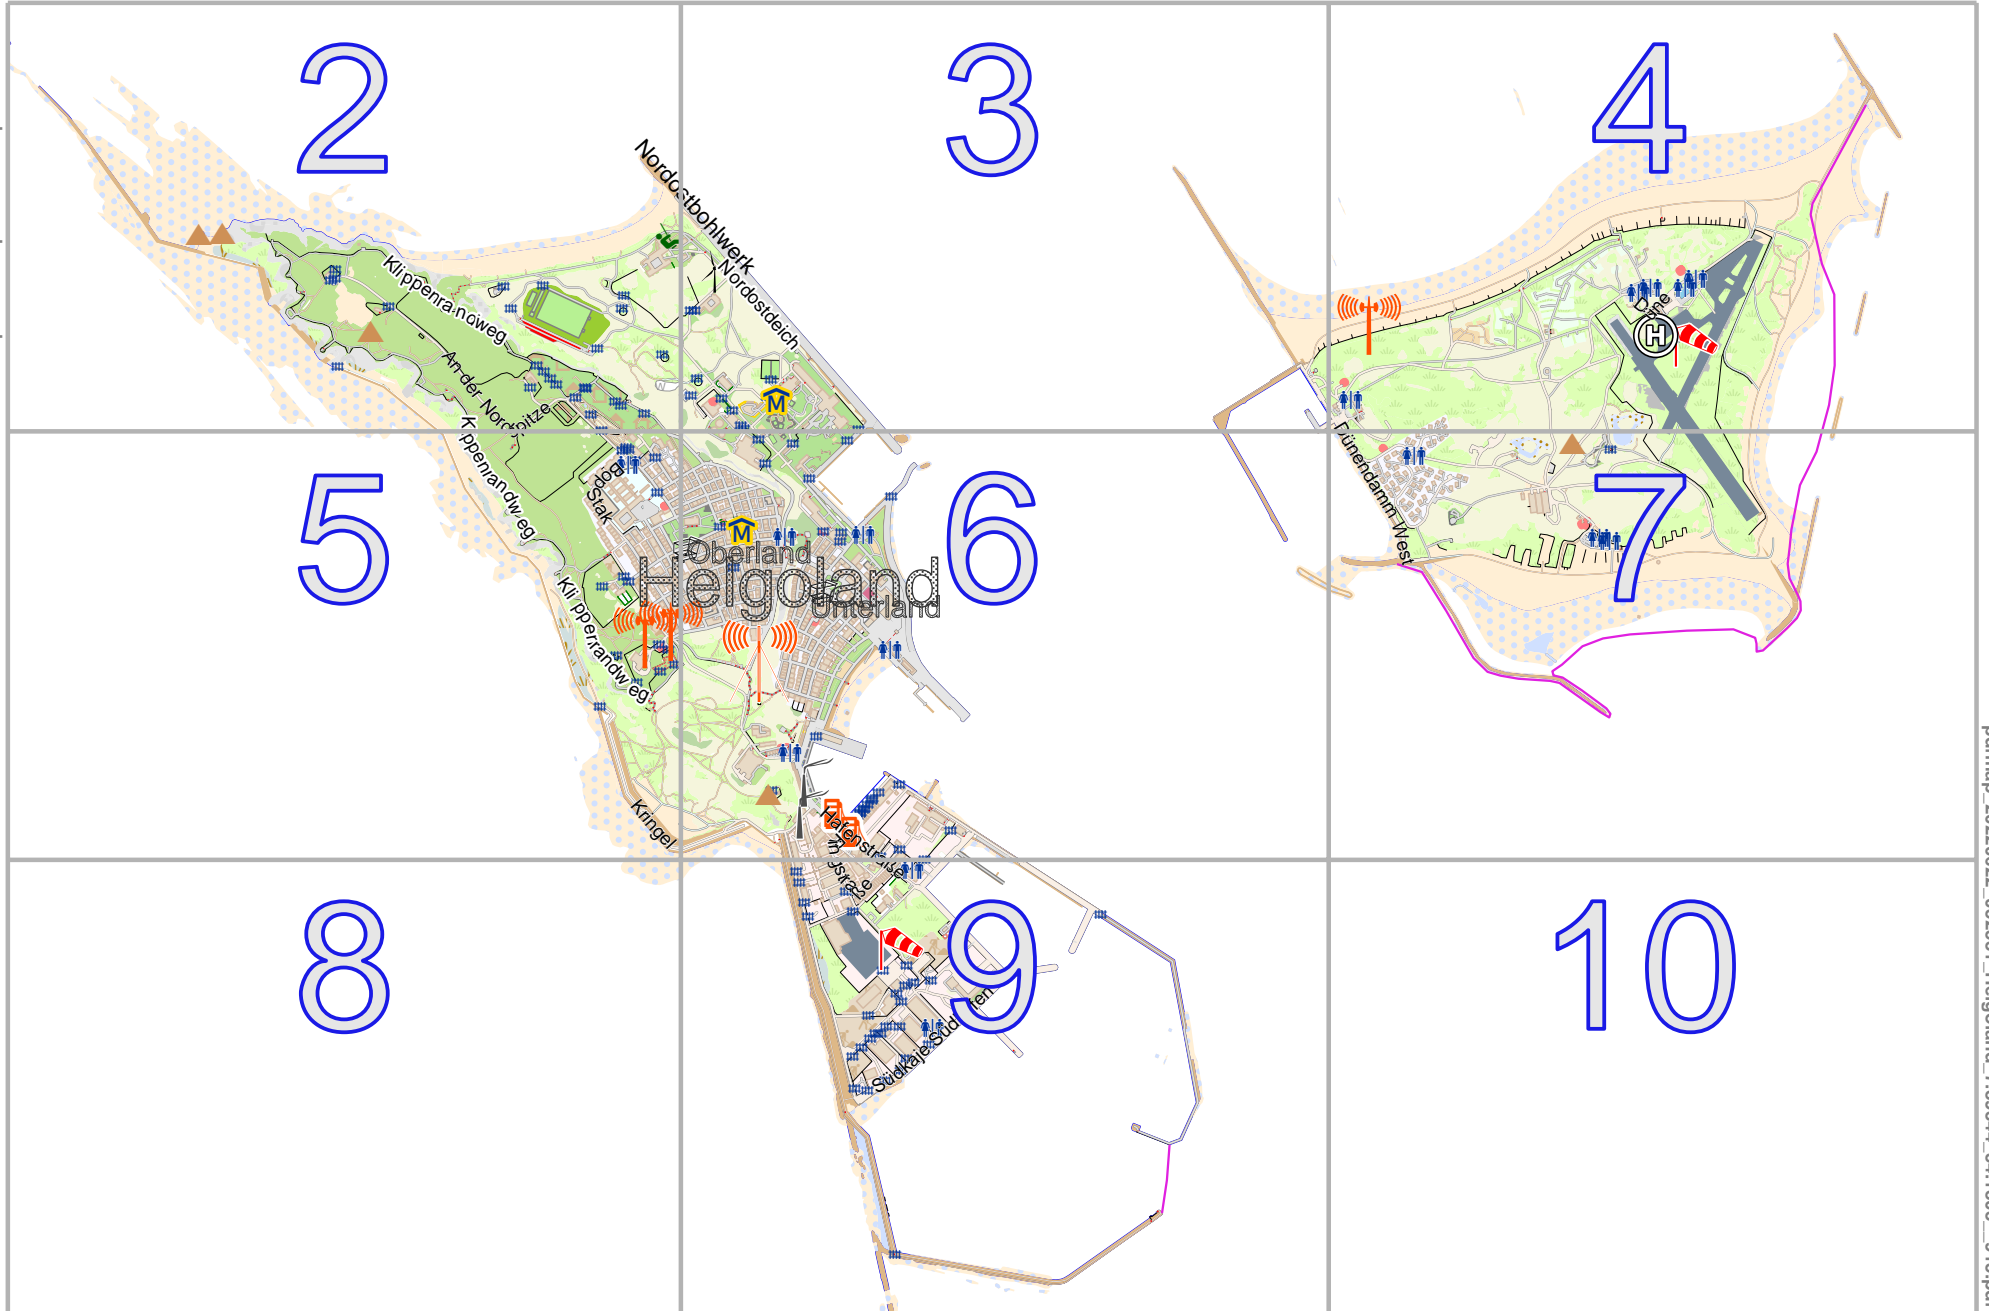 2
3
4
Nordostbohlwerk
Nordostdeich
Klippenrandweg
An der Nordspitze
Klippenrandweg
Düne
H
M
5
6
7
Dünendamm West
M
Oberland
Helgoland
Unterland
Klippenrandweg
Kringel
Hafenstraße
8
9
10
Südkaje Südhafen